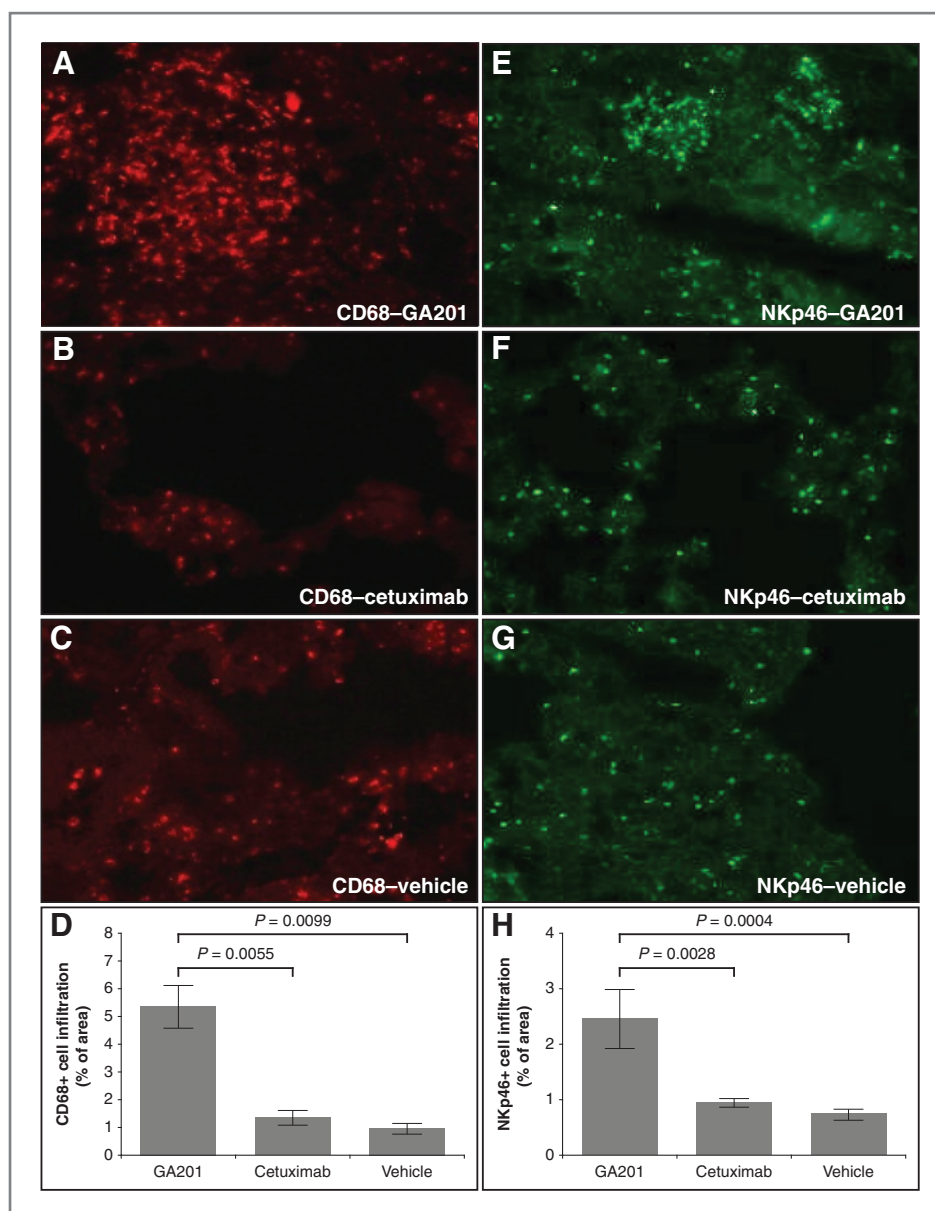 A
CD68–GA201
B
CD68–cetuximab
C
CD68–vehicle
D
P = 0.0099
P = 0.0055
8
7
6
5
4
3
2
1
0
CD68+ cell infiltration
(% of area)
GA201
Cetuximab
Vehicle
E
NKp46–GA201
F
NKp46–cetuximab
G
NKp46–vehicle
H
P = 0.0004
P = 0.0028
4
3
2
1
0
NKp46+ cell infiltration
(% of area)
GA201
Cetuximab
Vehicle